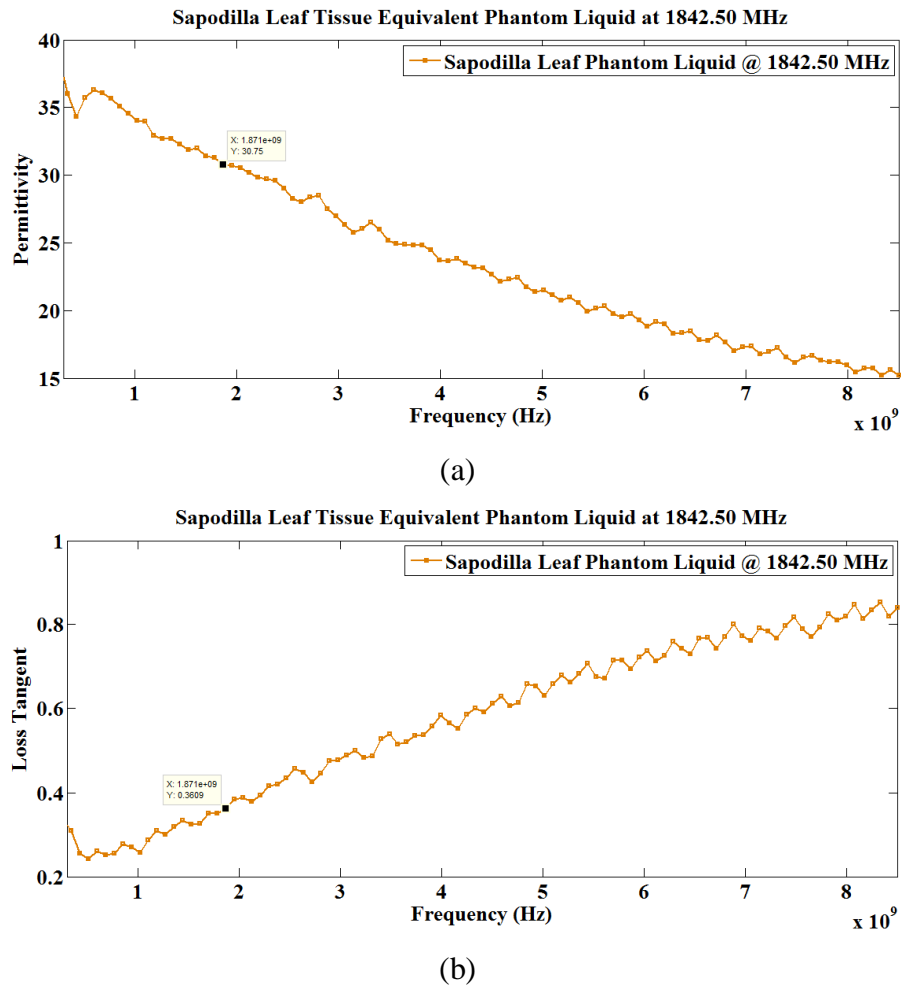 Sapodilla Leaf Tissue Equivalent Phantom Liquid at 1842.50 MHz
40
Sapodilla Leaf Phantom Liquid @ 1842.50 MHz
35
X: 1.871e+09
Y: 30.75
30
Permittivity
25
20
15
1 2 3 4 5 6 7 8
Frequency (Hz)
x 10^9
(a)
Sapodilla Leaf Tissue Equivalent Phantom Liquid at 1842.50 MHz
1
Sapodilla Leaf Phantom Liquid @ 1842.50 MHz
0.8
Loss Tangent
0.6
X: 1.871e+09
Y: 0.3609
0.4
0.2
1 2 3 4 5 6 7 8
Frequency (Hz)
x 10^9
(b)